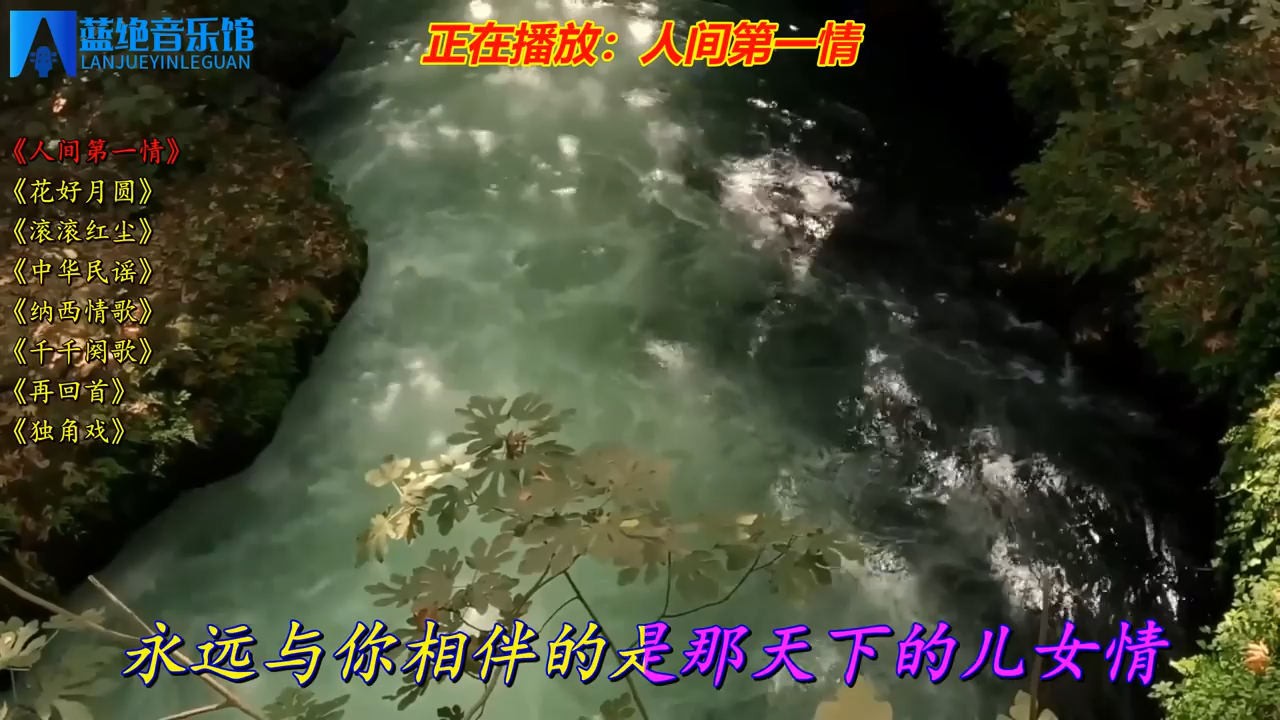 蓝绝音乐馆
LANJUEYINLEGUAN
正在播放：人间第一情
《人间第一情》
《花好月圆》
《滚滚红尘》
《中华民谣》
《纳西情歌》
《千千阕歌》
《再回首》
《独角戏》
永远与你相伴的是那天下的儿女情